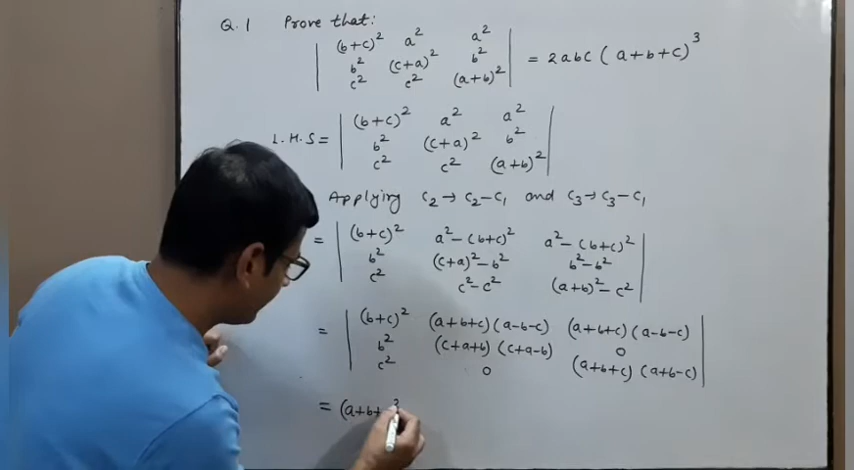 Q.1 Prove that:
| (b+c)² a² a² |
| b² (c+a)² b² | = 2abc (a+b+c)³
| c² c² (a+b)² |
L.H.S = | (b+c)² a² a² |
| b² (c+a)² b² |
| c² c² (a+b)² |
Applying C₂→C₂-C₁ and C₃→C₃-C₁
= | (b+c)² a²-(b+c)² a²-(b+c)² |
| b² (c+a)²-b² b²-b² |
| c² c²-c² (a+b)²-c² |
= | (b+c)² (a+b+c)(a-b-c) (a+b+c)(a-b-c) |
| b² (c+a+b)(c+a-b) 0 |
| c² 0 (a+b+c)(a+b-c) |
= (a+b+